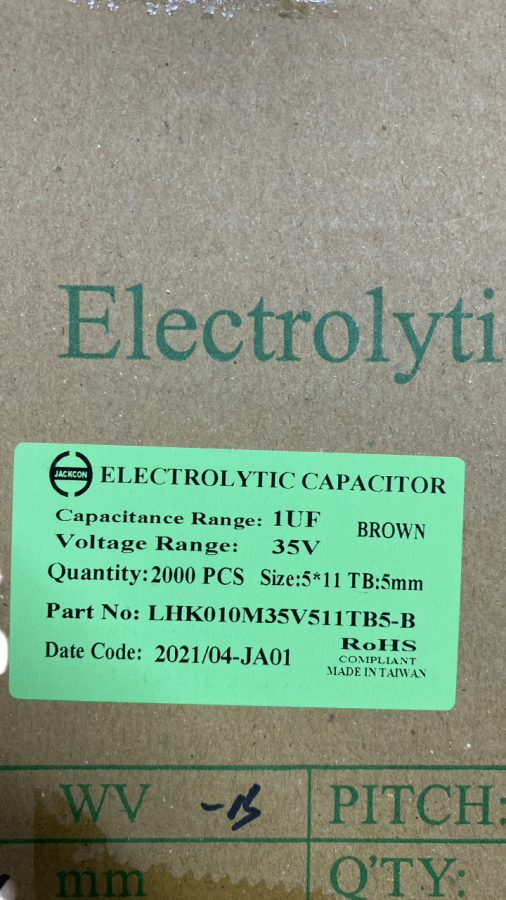 Electrolyti
JACKCON
ELECTROLYTIC CAPACITOR
Capacitance Range: 1UF
BROWN
Voltage Range: 35V
Quantity:2000 PCS Size:5*11 TB:5mm
Part No: LHK010M35V511TB5-B
Date Code: 2021/04-JA01
RoHS
COMPLIANT
MADE IN TAIWAN
WV
PITCH:
mm
Q'TY: